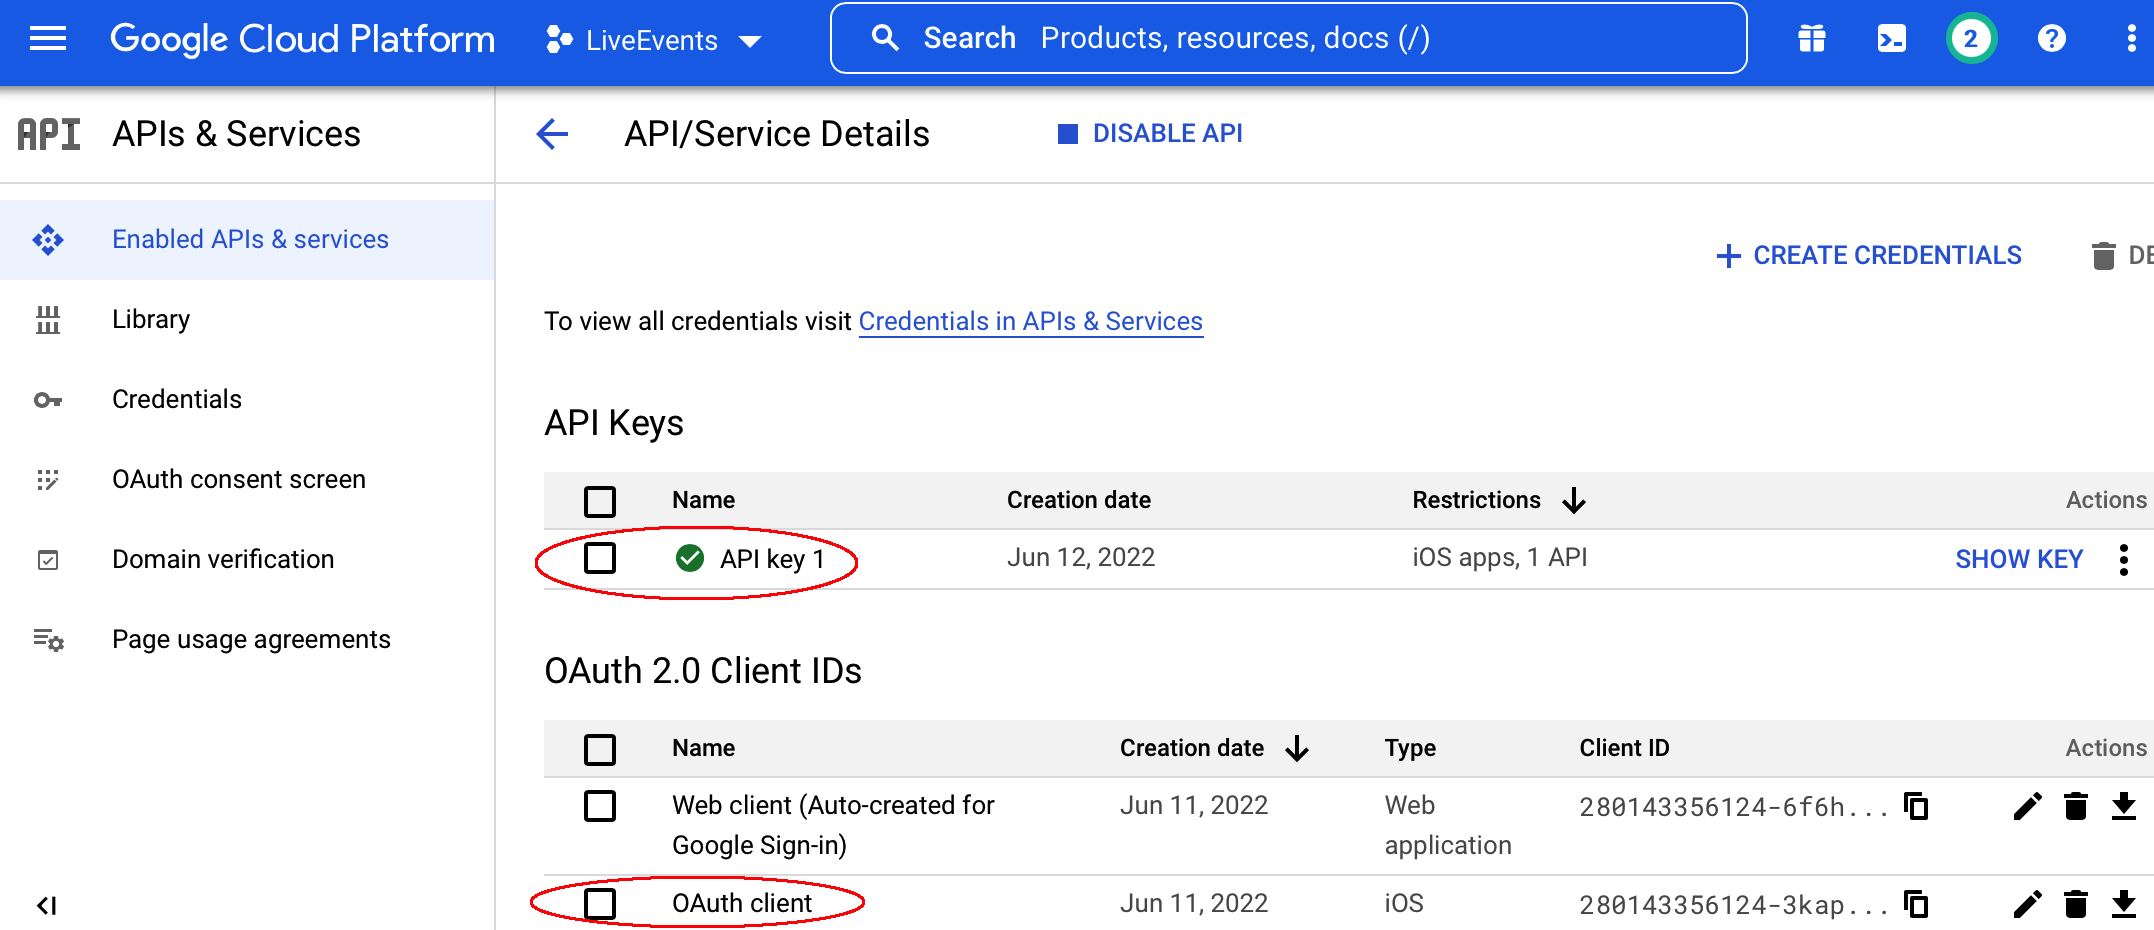 Google Cloud Platform LiveEvents Search Products, resources, docs (/) 2 ?
API APIs & Services API/Service Details DISABLE API
Enabled APIs & services
Library
Credentials
OAuth consent screen
Domain verification
Page usage agreements
CREATE CREDENTIALS DE
To view all credentials visit Credentials in APIs & Services
API Keys
Name Creation date Restrictions Actions
API key 1 Jun 12, 2022 iOS apps, 1 API SHOW KEY
OAuth 2.0 Client IDs
Name Creation date Type Client ID Actions
Web client (Auto-created for Jun 11, 2022 Web 280143356124-6f6h...
Google Sign-in) application
OAuth client Jun 11, 2022 iOS 280143356124-3kap...